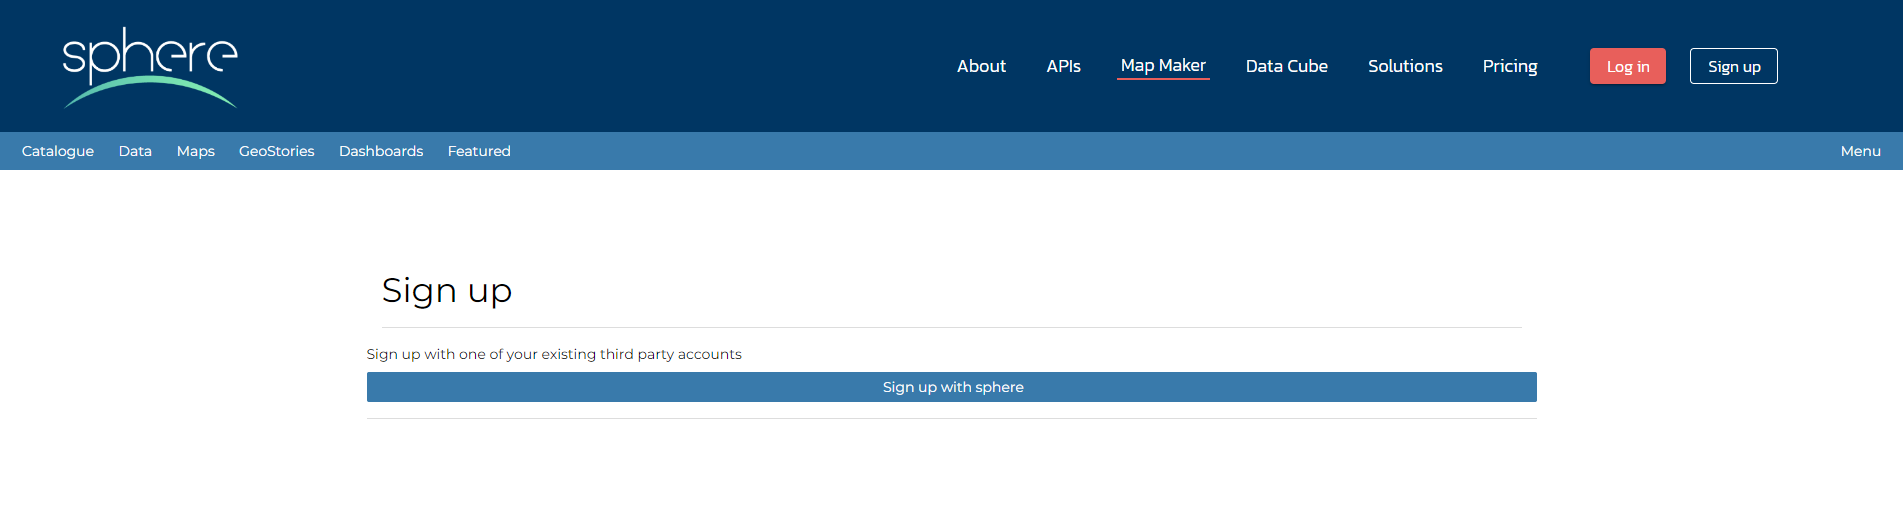 sphere
About APIs Map Maker Data Cube Solutions Pricing Log in Sign up
Catalogue Data Maps GeoStories Dashboards Featured Menu
Sign up
Sign up with one of your existing third party accounts
Sign up with sphere